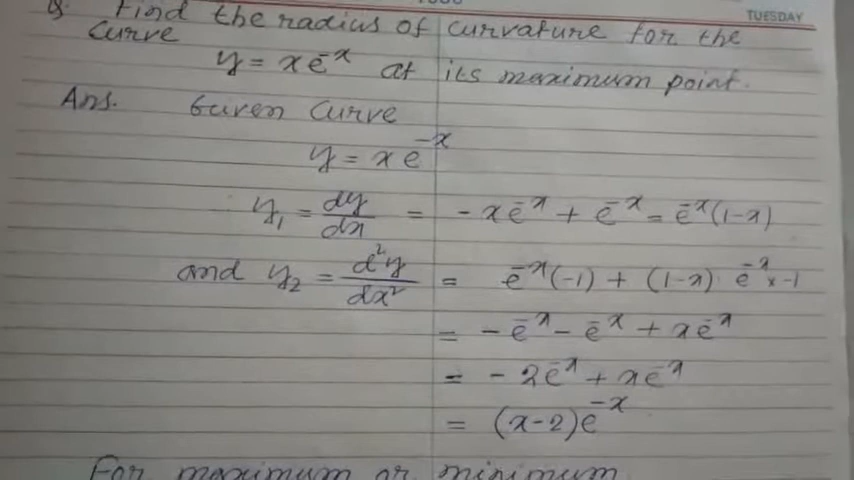 TUESDAY
Q. Find the radius of curvature for the
curve
y = xe⁻ˣ at its maximum point.
Ans. Given Curve
y = x e⁻ˣ
y₁ = dy/dx = -xe⁻ˣ + e⁻ˣ = e⁻ˣ(1-x)
and y₂ = d²y/dx² = e⁻ˣ(-1) + (1-x) · e⁻ˣ × -1
= -e⁻ˣ - e⁻ˣ + xe⁻ˣ
= - 2e⁻ˣ + xe⁻ˣ
= (x-2)e⁻ˣ
For maximum or minimum